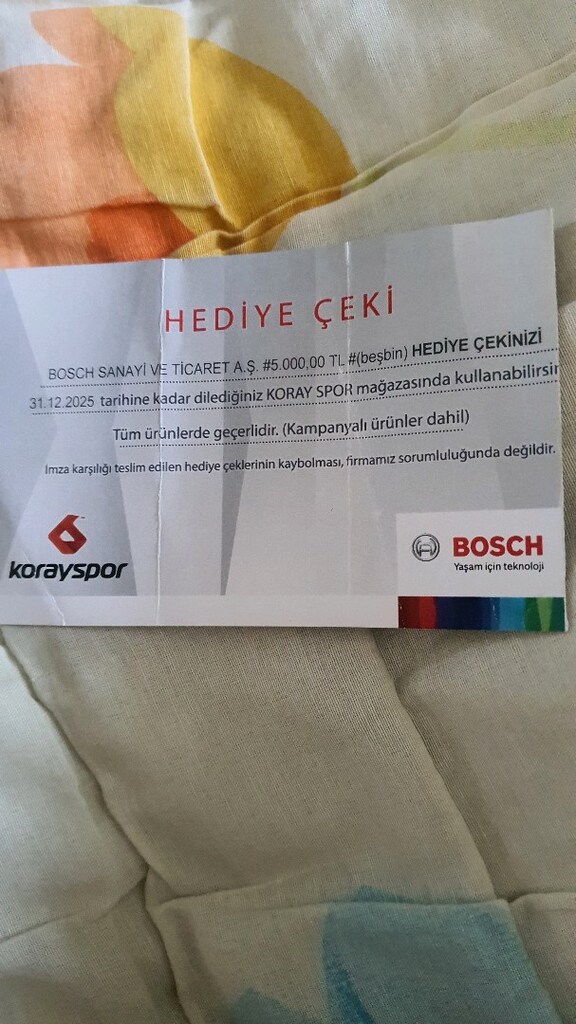 HEDİYE ÇEKİ
BOSCH SANAYİ VE TİCARET A.Ş. #5.000,00 TL #(beşbin) HEDİYE ÇEKİNİZİ
31.12.2025 tarihine kadar dilediğiniz KORAY SPOR mağazasında kullanabilirsin
Tüm ürünlerde geçerlidir. (Kampanyalı ürünler dahil)
İmza karşılığı teslim edilen hediye çeklerinin kaybolması, firmamız sorumluluğunda değildir.
korayspor
BOSCH
Yaşam için teknoloji